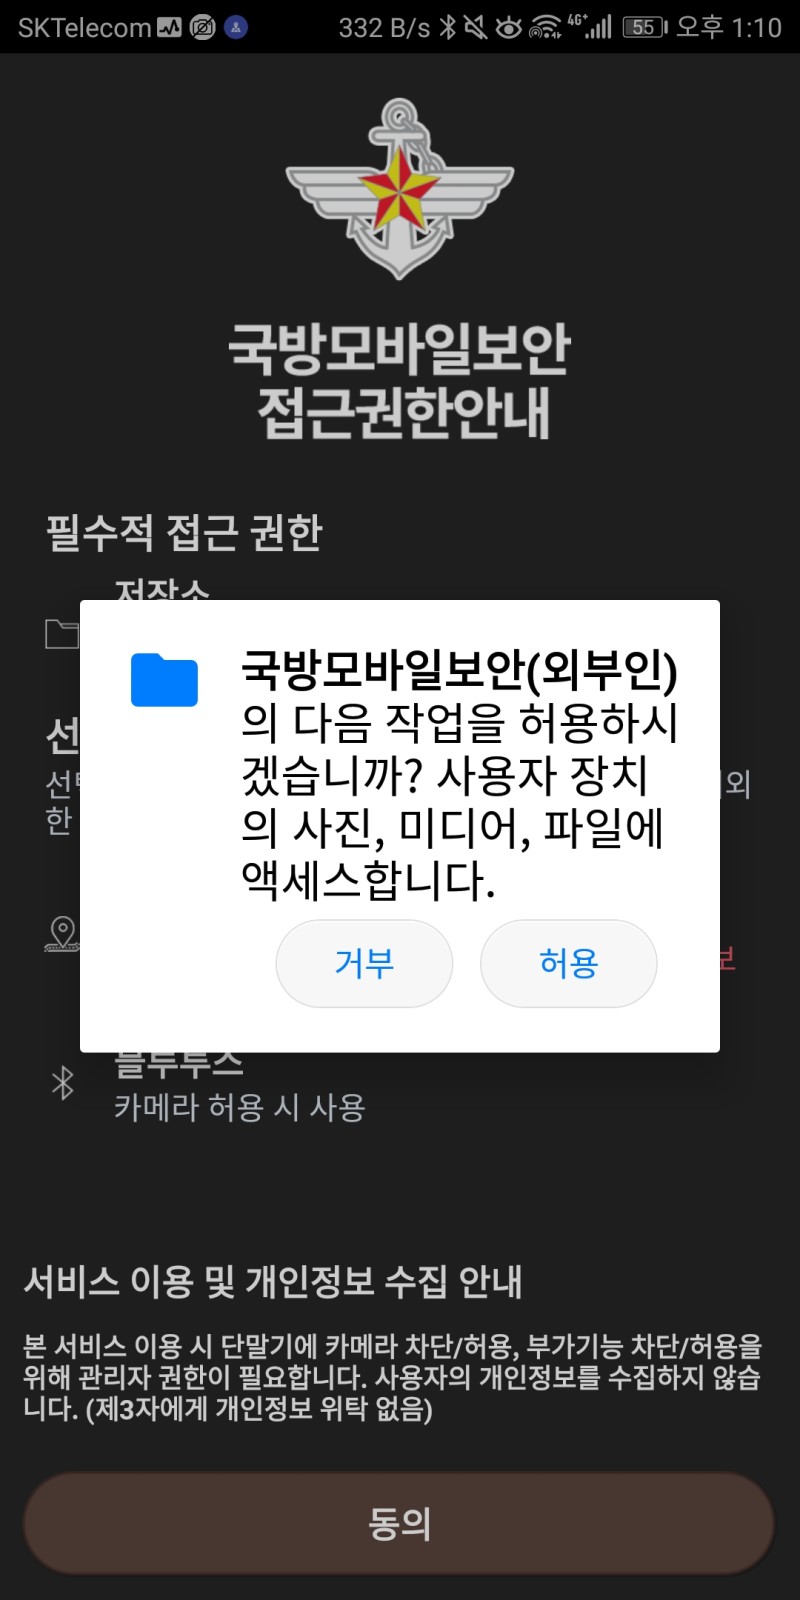 SKTelecom 332 B/s 4G+ 55 오후 1:10
국방모바일보안
접근권한안내
필수적 접근 권한
저장소
국방모바일보안(외부인)
의 다음 작업을 허용하시
겠습니까? 사용자 장치
의 사진, 미디어, 파일에
액세스합니다.
거부 허용
블루투스
카메라 허용 시 사용
서비스 이용 및 개인정보 수집 안내
본 서비스 이용 시 단말기에 카메라 차단/허용, 부가기능 차단/허용을
위해 관리자 권한이 필요합니다. 사용자의 개인정보를 수집하지 않습
니다. (제3자에게 개인정보 위탁 없음)
동의